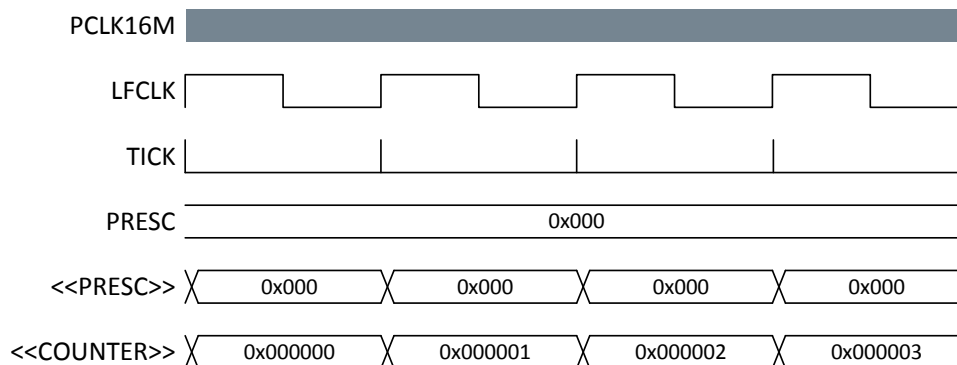 PCLK16M
LFCLK
TICK
PRESC 0x000
<<PRESC>> 0x000 0x000 0x000 0x000
<<COUNTER>> 0x000000 0x000001 0x000002 0x000003